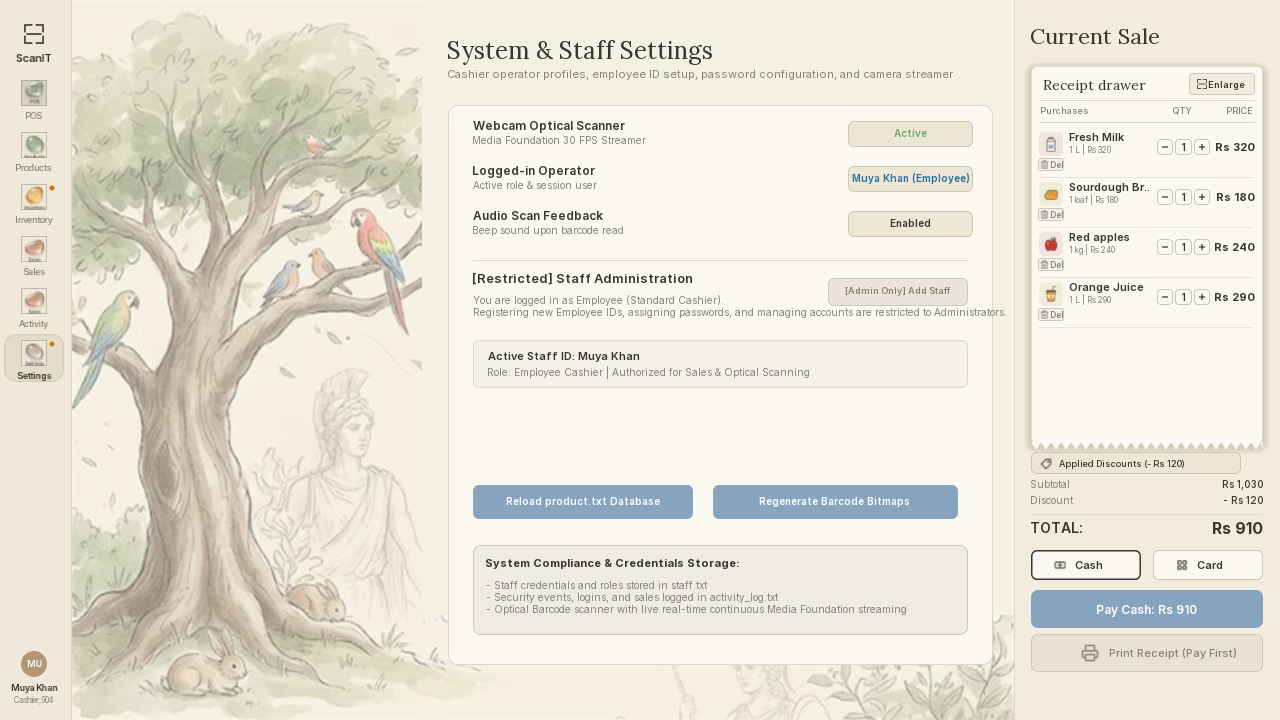 ScanIT
POS
Products
Inventory
Sales
Activity
Settings
MU
Muya Khan
Cashier, 904
System & Staff Settings
Cashier operator profiles, employee ID setup, password configuration, and camera streamer
Webcam Optical Scanner
Media Foundation 30 FPS Streamer
Active
Logged-in Operator
Active role & session user
Muya Khan (Employee)
Audio Scan Feedback
Beep sound upon barcode read
Enabled
[Restricted] Staff Administration
[Admin Only] Add Staff
You are logged in as Employee (Standard Cashier).
Registering new Employee IDs, assigning passwords, and managing accounts are restricted to Administrators.
Active Staff ID: Muya Khan
Role: Employee Cashier | Authorized for Sales & Optical Scanning
Reload product.txt Database
Regenerate Barcode Bitmaps
System Compliance & Credentials Storage:
- Staff credentials and roles stored in staff.txt
- Security events, logins, and sales logged in activity_log.txt
- Optical Barcode scanner with live real-time continuous Media Foundation streaming
Current Sale
Receipt drawer
Enlarge
Purchases QTY PRICE
Fresh Milk
1 L | Rs 320
1
Rs 320
Del
Sourdough Br..
1 loaf | Rs 180
1
Rs 180
Del
Red apples
1 kg | Rs 240
1
Rs 240
Del
Orange Juice
1 L | Rs 290
1
Rs 290
Del
Applied Discounts (- Rs 120)
Subtotal Rs 1,030
Discount - Rs 120
TOTAL: Rs 910
Cash
Card
Pay Cash: Rs 910
Print Receipt (Pay First)